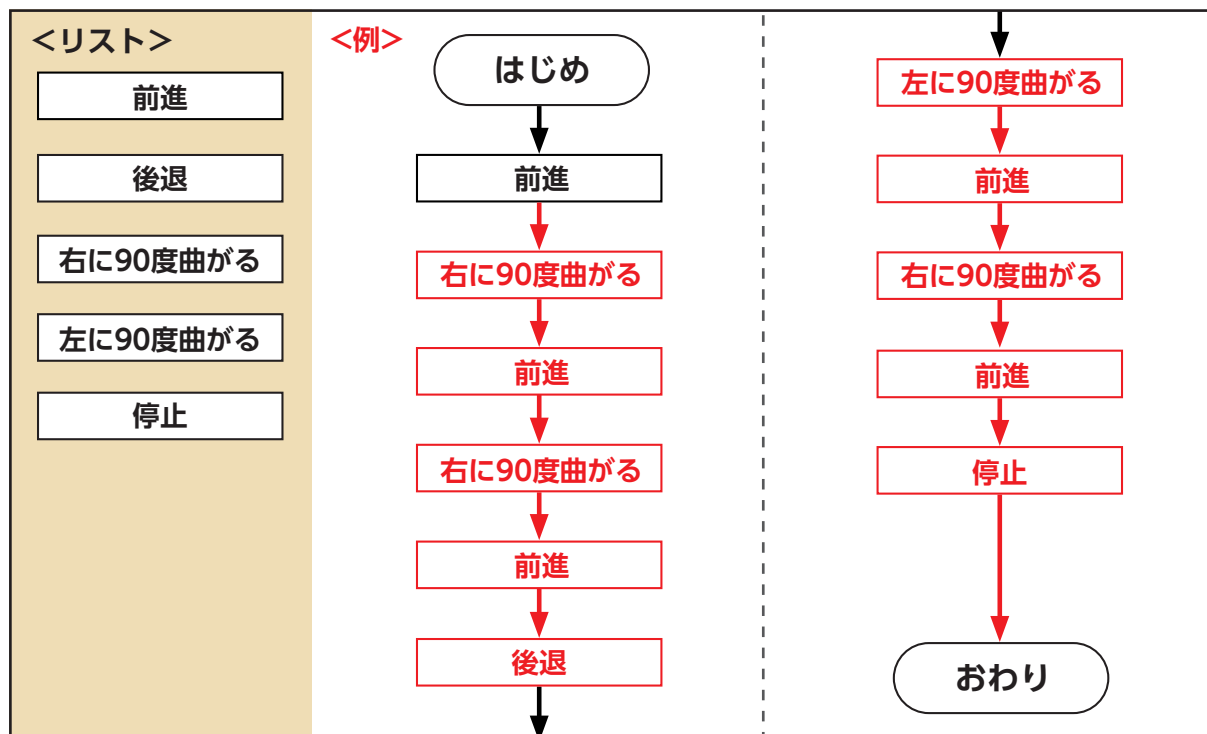 ＜リスト＞
前進
後退
右に90度曲がる
左に90度曲がる
停止
＜例＞
はじめ
前進
右に90度曲がる
前進
右に90度曲がる
前進
後退
左に90度曲がる
前進
右に90度曲がる
前進
停止
おわり